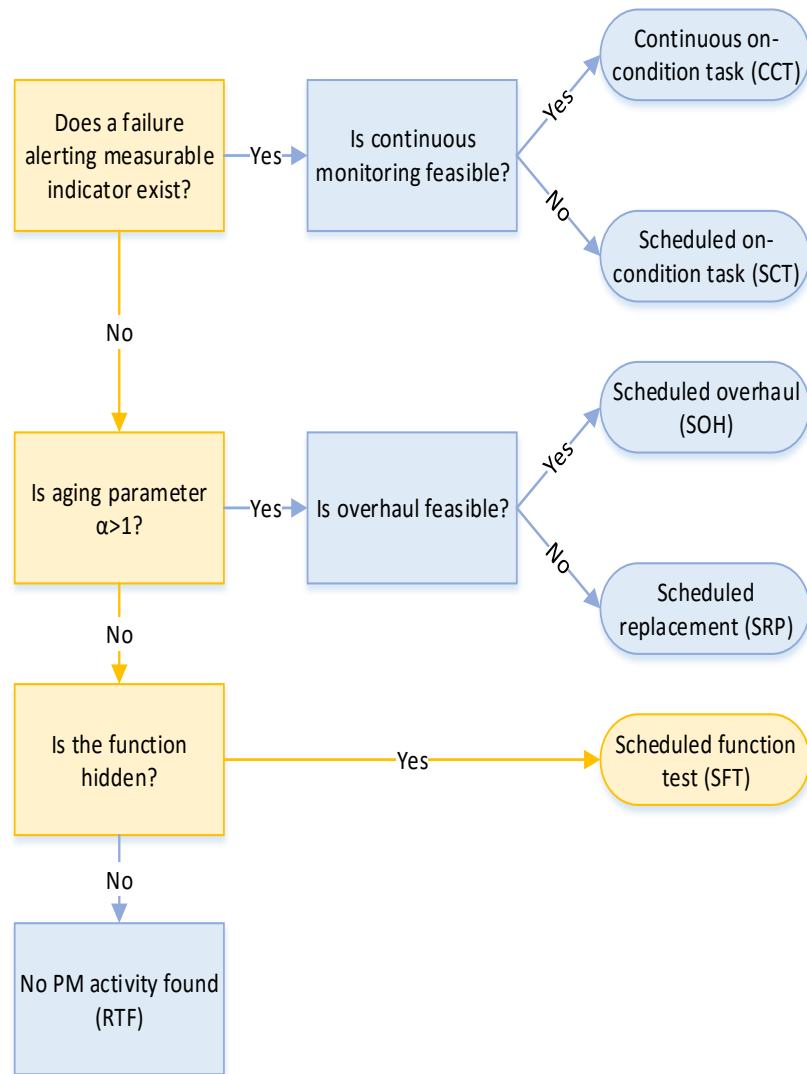 Continuous on-
condition task (CCT)
Does a failure
alerting measurable
indicator exist?
Yes
Is continuous
monitoring feasible?
Yes
No
Scheduled on-
condition task (SCT)
No
Scheduled overhaul
(SOH)
Is aging parameter
α>1?
Yes
Is overhaul feasible?
Yes
No
Scheduled
replacement (SRP)
No
Is the function
hidden?
Yes
Scheduled function
test (SFT)
No
No PM activity found
(RTF)